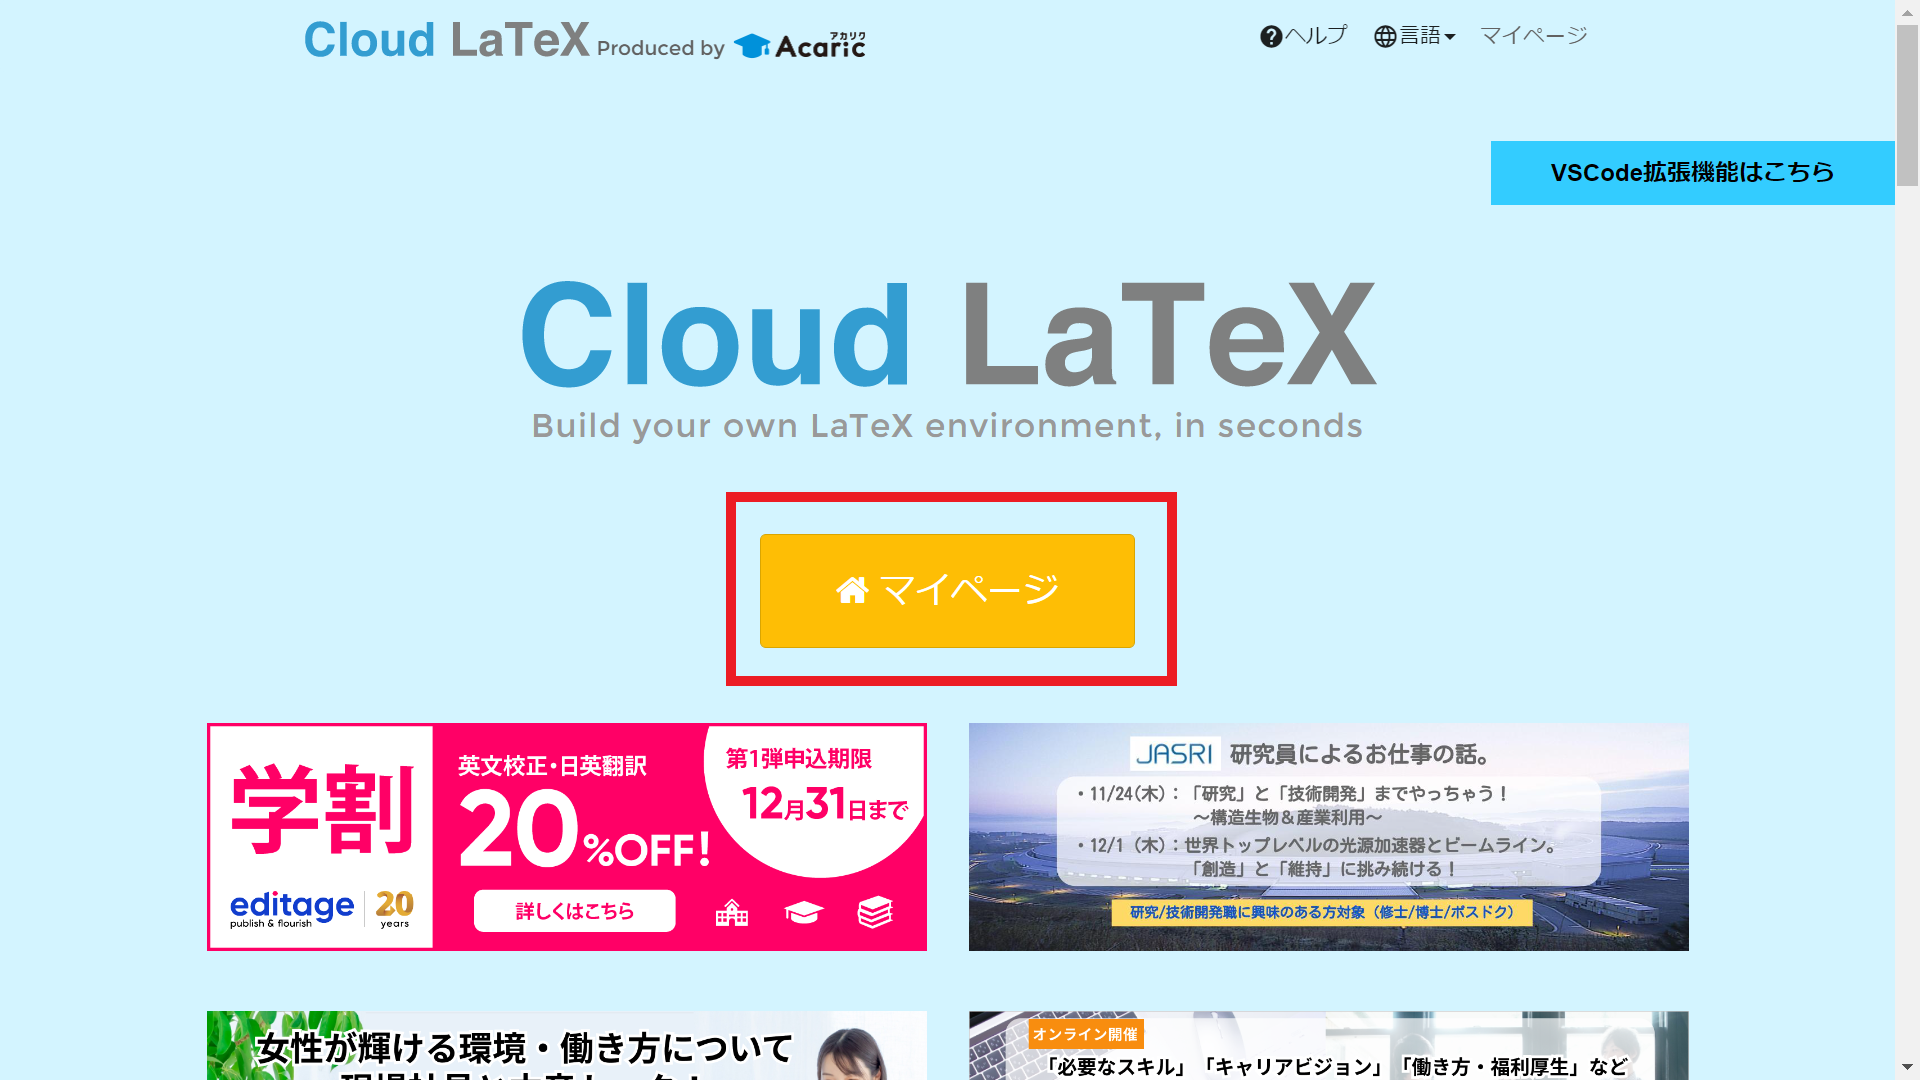 Cloud LaTeX Produced by アカリク Acaric
ヘルプ 言語 マイページ
VSCode拡張機能はこちら
Cloud LaTeX
Build your own LaTeX environment, in seconds
マイページ
学割
editage
publish & flourish
20
years
英文校正・日英翻訳
20%OFF!
詳しくはこちら
第1弾申込期限
12月31日まで
JASRI 研究員によるお仕事の話。
・11/24(木)：「研究」と「技術開発」までやっちゃう！
～構造生物＆産業利用～
・12/1（木）：世界トップレベルの光源加速器とビームライン。
「創造」と「維持」に挑み続ける！
研究/技術開発職に興味のある方対象（修士/博士/ポスドク）
女性が輝ける環境・働き方について
オンライン開催
「必要なスキル」「キャリアビジョン」「働き方・福利厚生」など